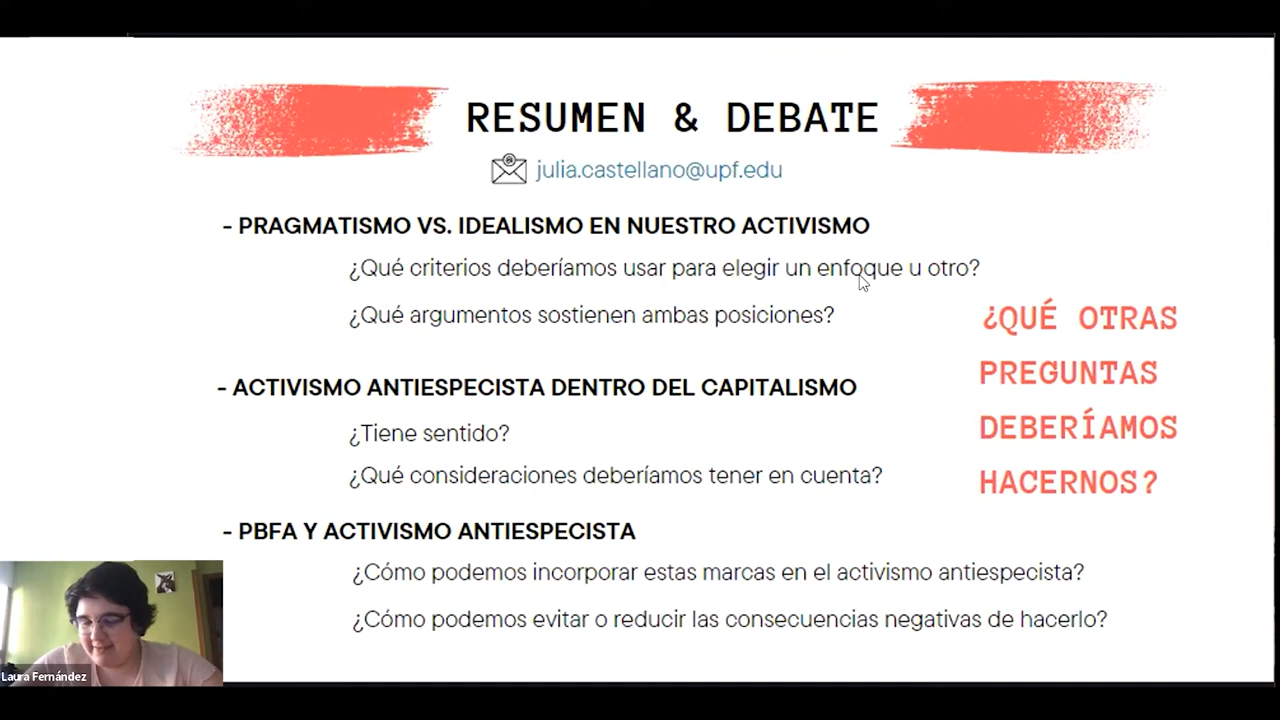 RESUMEN & DEBATE
julia.castellano@upf.edu
- PRAGMATISMO VS. IDEALISMO EN NUESTRO ACTIVISMO
¿Qué criterios deberíamos usar para elegir un enfoque u otro?
¿Qué argumentos sostienen ambas posiciones?
- ACTIVISMO ANTIESPECISTA DENTRO DEL CAPITALISMO
¿Tiene sentido?
¿Qué consideraciones deberíamos tener en cuenta?
- PBFA Y ACTIVISMO ANTIESPECISTA
¿Cómo podemos incorporar estas marcas en el activismo antiespecista?
¿Cómo podemos evitar o reducir las consecuencias negativas de hacerlo?
¿QUÉ OTRAS
PREGUNTAS
DEBERÍAMOS
HACERNOS?
Laura Fernández